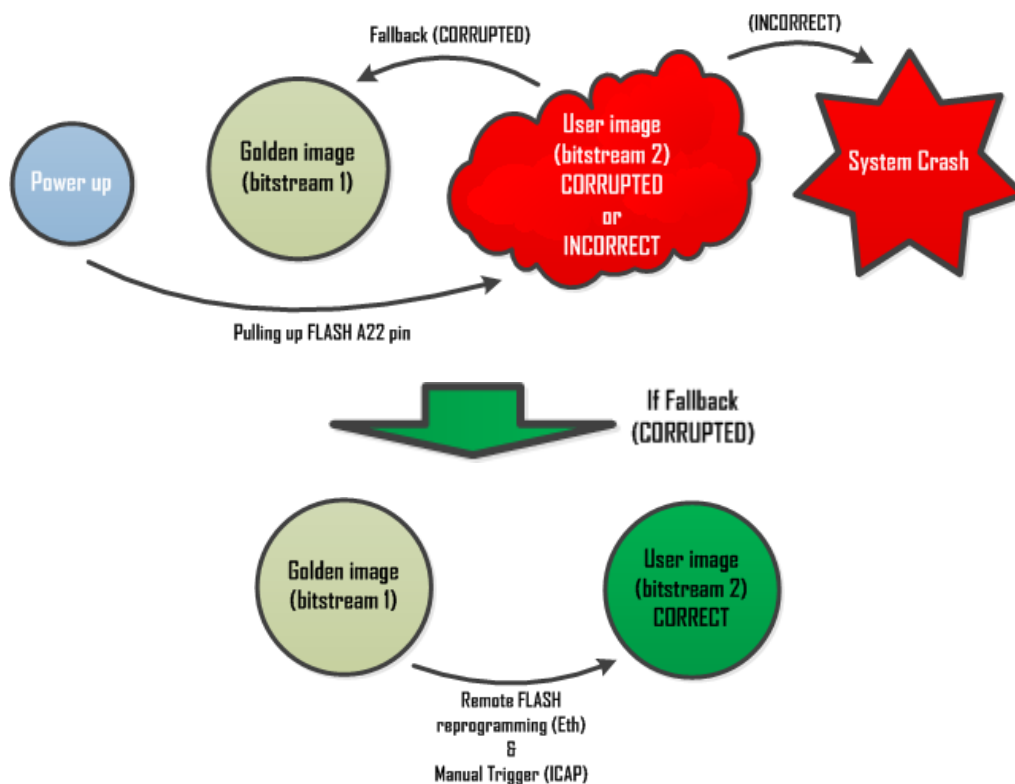 Fallback (CORRUPTED)
(INCORRECT)
Power up
Golden image
(bitstream 1)
User image
(bitstream 2)
CORRUPTED
or
INCORRECT
System Crash
Pulling up FLASH A22 pin
If Fallback
(CORRUPTED)
Golden image
(bitstream 1)
User image
(bitstream 2)
CORRECT
Remote FLASH
reprogramming (Eth)
&
Manual Trigger (ICAP)